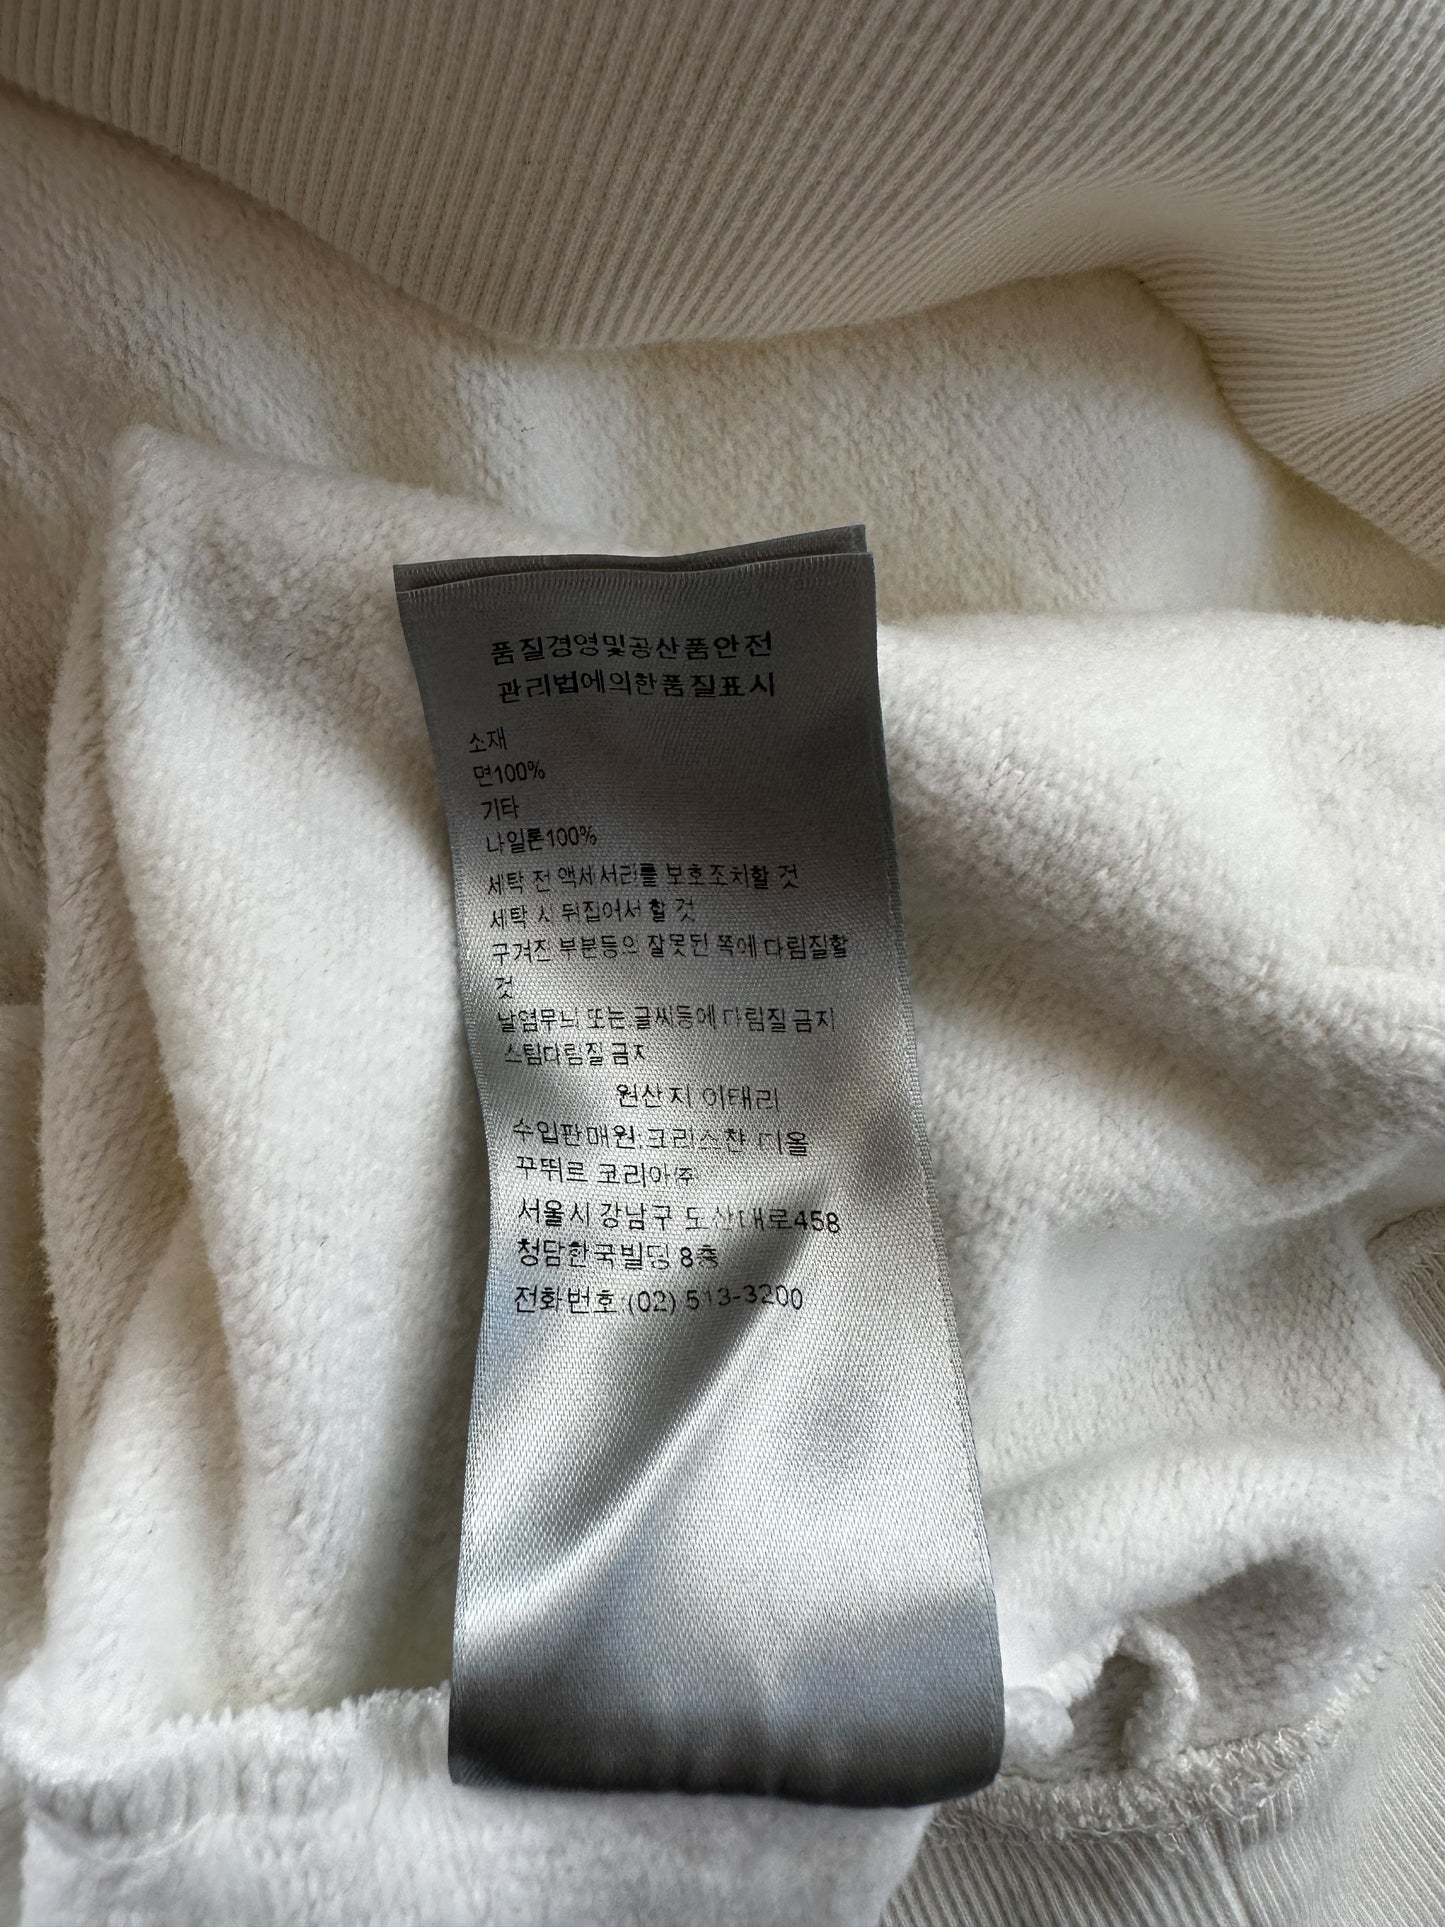 품질경영및공산품안전
관리법에의한품질표시
소재
면100%
기타
나일론100%
세탁 전 액세서리를 보호조치할 것
세탁 시 뒤집어서 할 것
구겨진 부분등의 잘못된 쪽에 다림질할
것
날염무늬 또는 글씨등에 다림질 금지
스팀다림질 금지
원산지 이태리
수입판매원:크리스챤 디올
꾸뛰르 코리아㈜
서울시 강남구 도산대로458
청담한국빌딩 8층
전화번호 (02) 513-3200